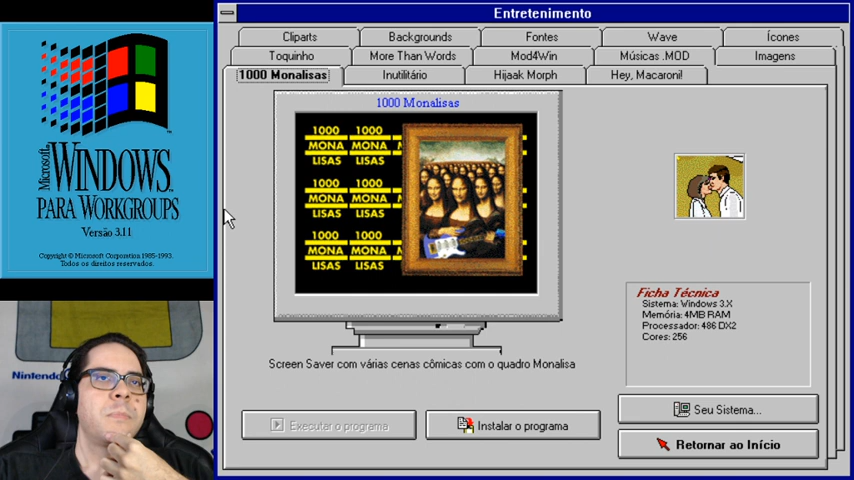 Microsoft®
WINDOWS™
PARA WORKGROUPS
Versão 3.11
Copyright © Microsoft Corporation 1985-1993.
Todos os direitos reservados.
Nintendo
Entretenimento
Cliparts
Backgrounds
Fontes
Wave
Ícones
Toquinho
More Than Words
Mod4Win
Músicas .MOD
Imagens
1000 Monalisas
Inutilitário
Hijaak Morph
Hey, Macaroni!
1000 Monalisas
1000 1000
MONA MONA
LISAS LISAS
1000 1000
MONA MONA
LISAS LISAS
1000 1000
MONA MONA
LISAS LISAS
Screen Saver com várias cenas cômicas com o quadro Monalisa
Executar o programa
Instalar o programa
Ficha Técnica
Sistema: Windows 3.X
Memória: 4MB RAM
Processador: 486 DX2
Cores: 256
Seu Sistema...
Retornar ao Início